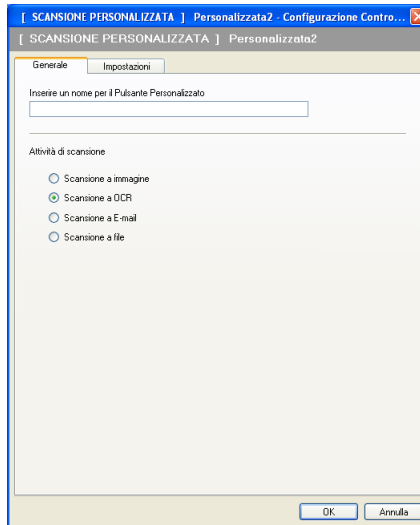 [ SCANSIONE PERSONALIZZATA ] Personalizzata2 - Configurazione Contro...
[ SCANSIONE PERSONALIZZATA ] Personalizzata2
Generale Impostazioni
Inserire un nome per il Pulsante Personalizzato
Attività di scansione
Scansione a immagine
Scansione a OCR
Scansione a E-mail
Scansione a file
OK Annulla